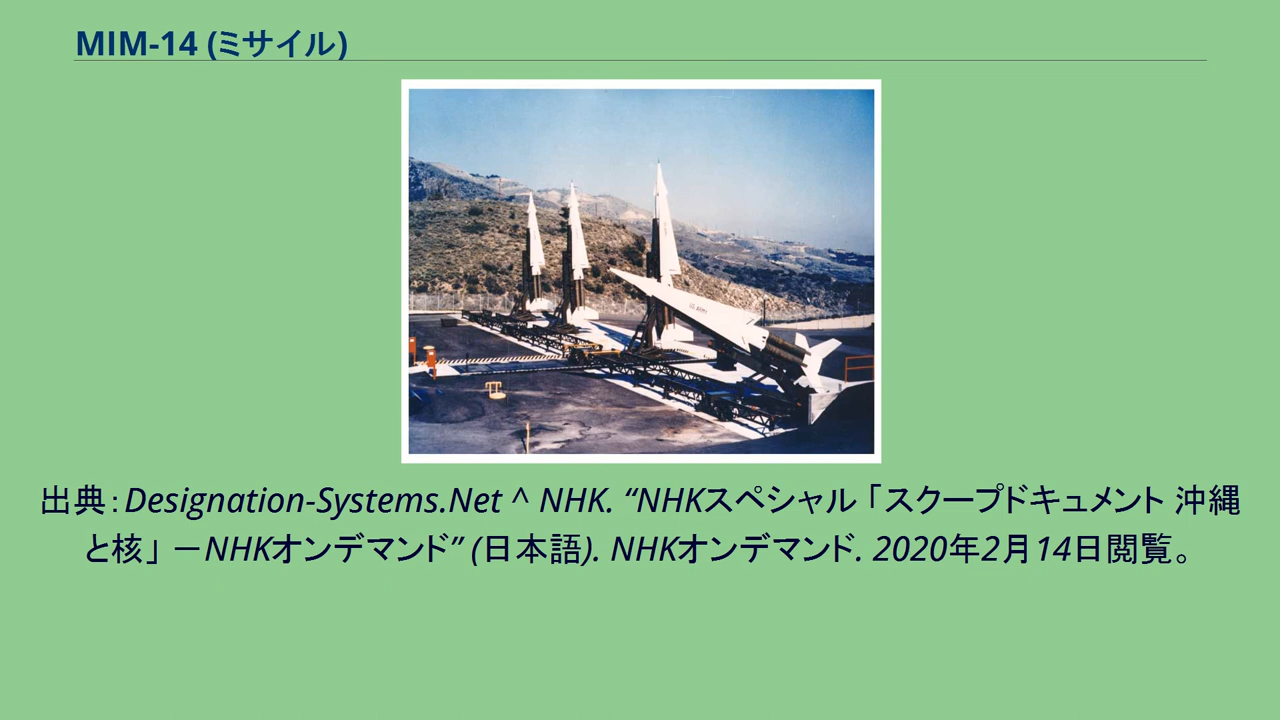 MIM-14 (ミサイル)
U.S. ARMY
出典：Designation-Systems.Net ^ NHK. “NHKスペシャル「スクープドキュメント 沖縄
と核」－NHKオンデマンド” (日本語). NHKオンデマンド. 2020年2月14日閲覧。